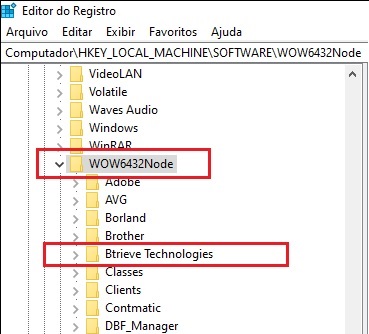 Editor do Registro
Arquivo Editar Exibir Favoritos Ajuda
Computador\HKEY_LOCAL_MACHINE\SOFTWARE\WOW6432Node
VideoLAN
Volatile
Waves Audio
Windows
WinRAR
WOW6432Node
Adobe
AVG
Borland
Brother
Btrieve Technologies
Classes
Clients
Contmatic
DBF_Manager